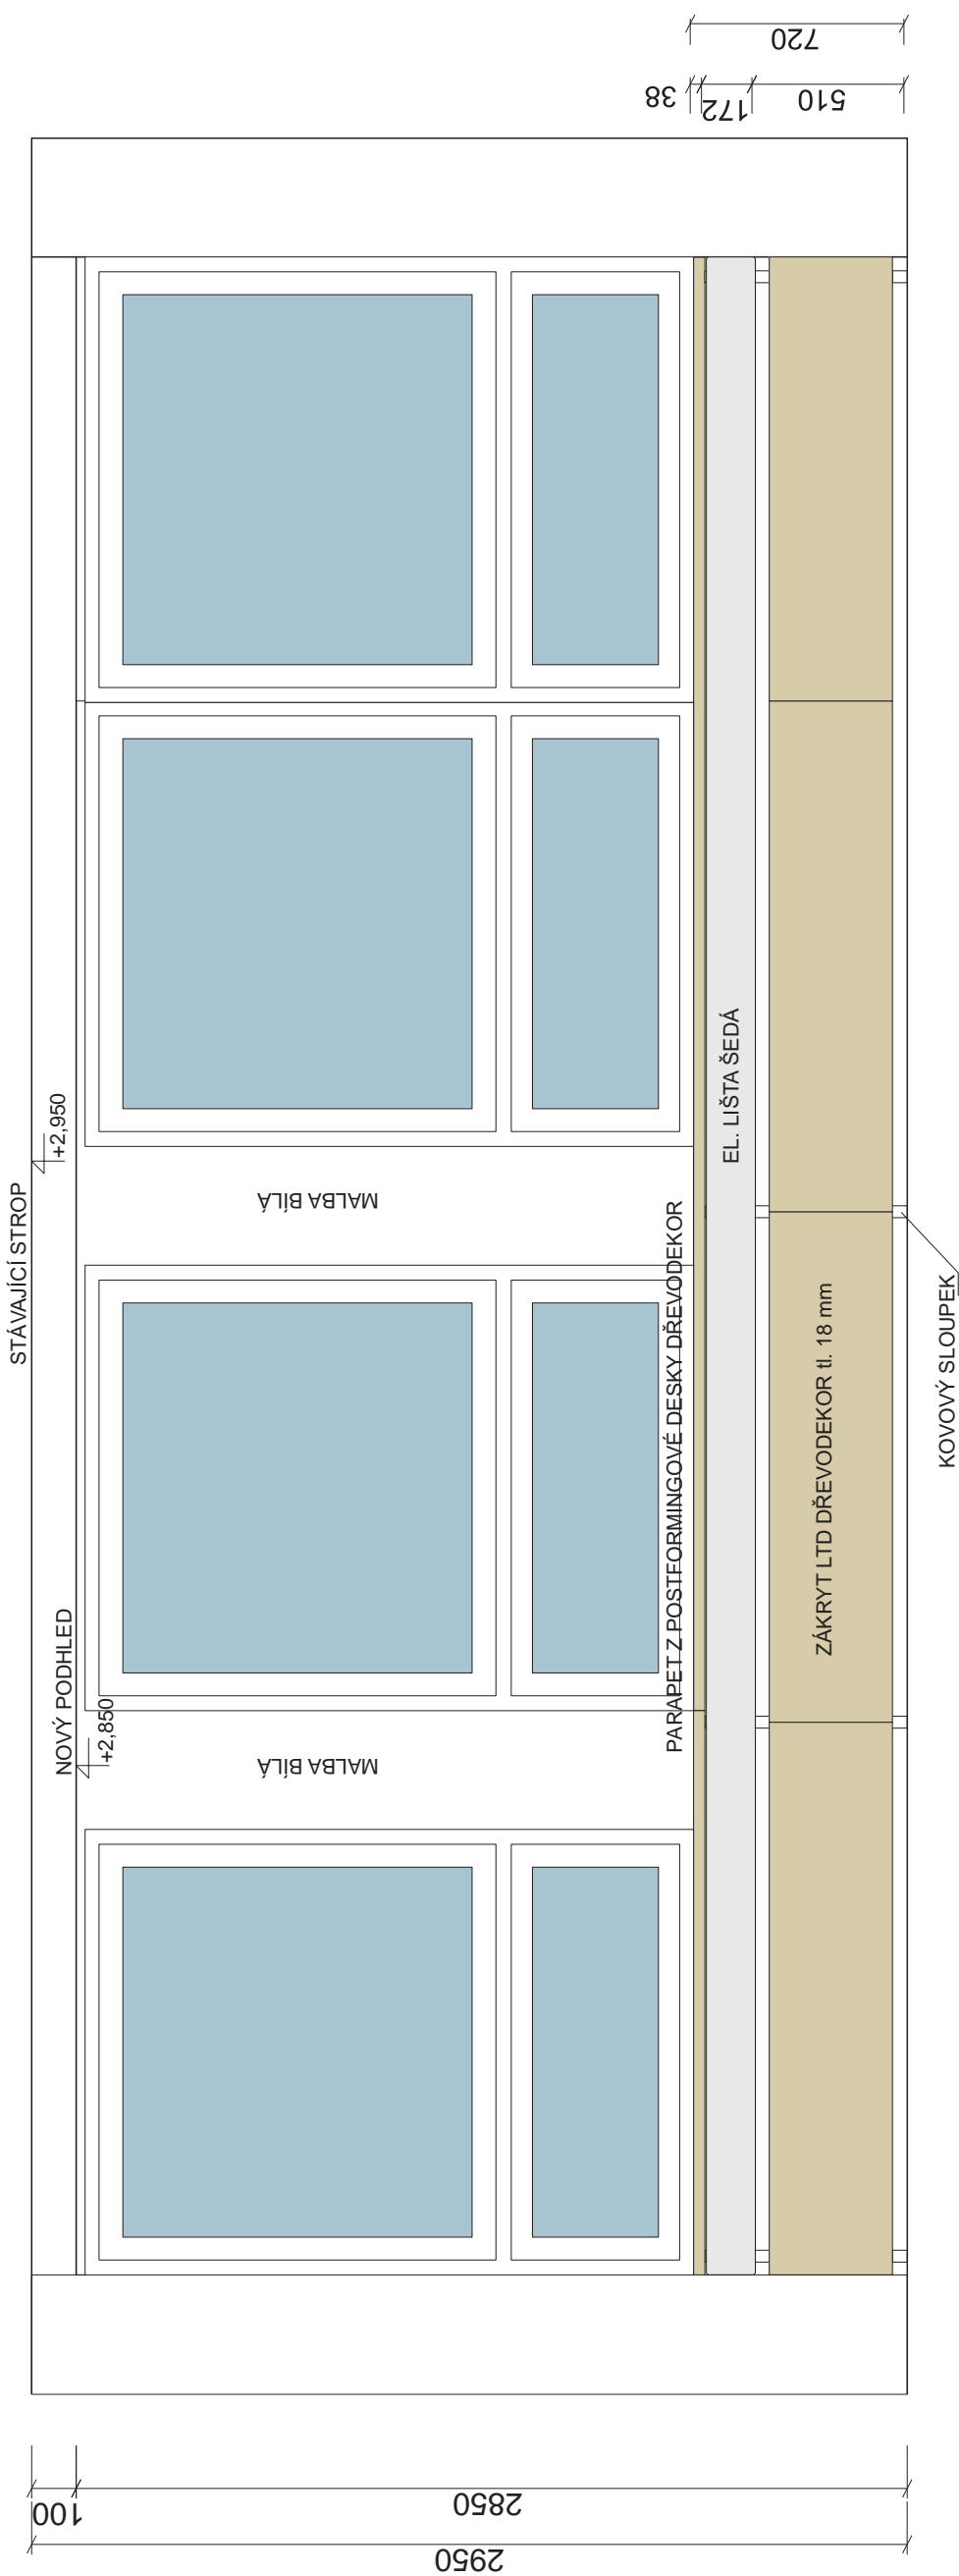 STÁVAJÍCÍ STROP
+2,950
NOVÝ PODHLED
+2,850
MALBA BÍLÁ
MALBA BÍLÁ
PARAPET Z POSTFORMINGOVÉ DESKY DŘEVODEKOR
EL. LIŠTA ŠEDÁ
ZÁKRYT LTD DŘEVODEKOR tl. 18 mm
KOVOVÝ SLOUPEK
100
2850
2950
38
172
510
720